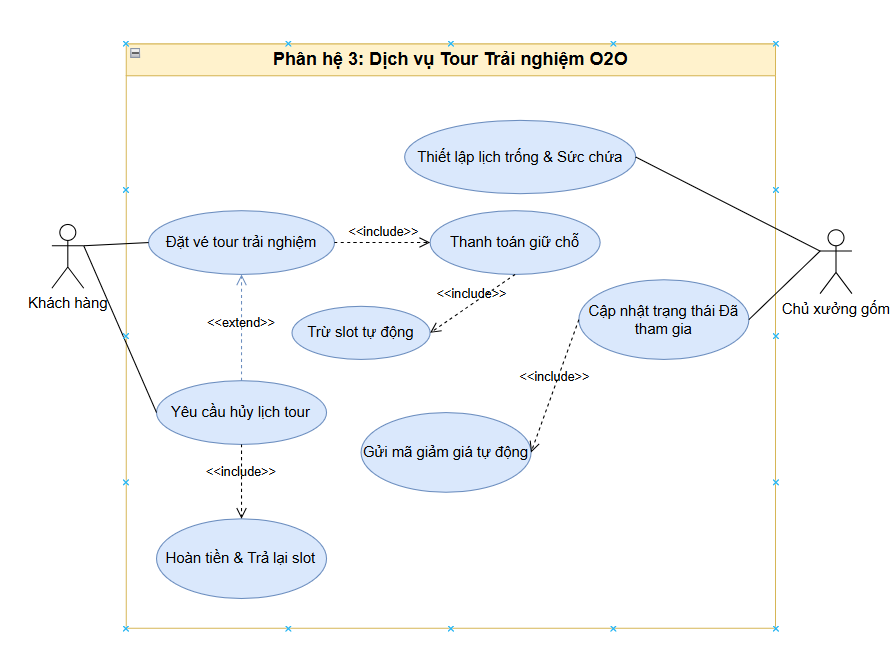 Phân hệ 3: Dịch vụ Tour Trải nghiệm O2O
Thiết lập lịch trống & Sức chứa
Đặt vé tour trải nghiệm
<<include>>
Thanh toán giữ chỗ
Khách hàng
Chủ xưởng gốm
<<include>>
<<extend>>
Trừ slot tự động
Cập nhật trạng thái Đã
tham gia
<<include>>
Yêu cầu hủy lịch tour
Gửi mã giảm giá tự động
<<include>>
Hoàn tiền & Trả lại slot